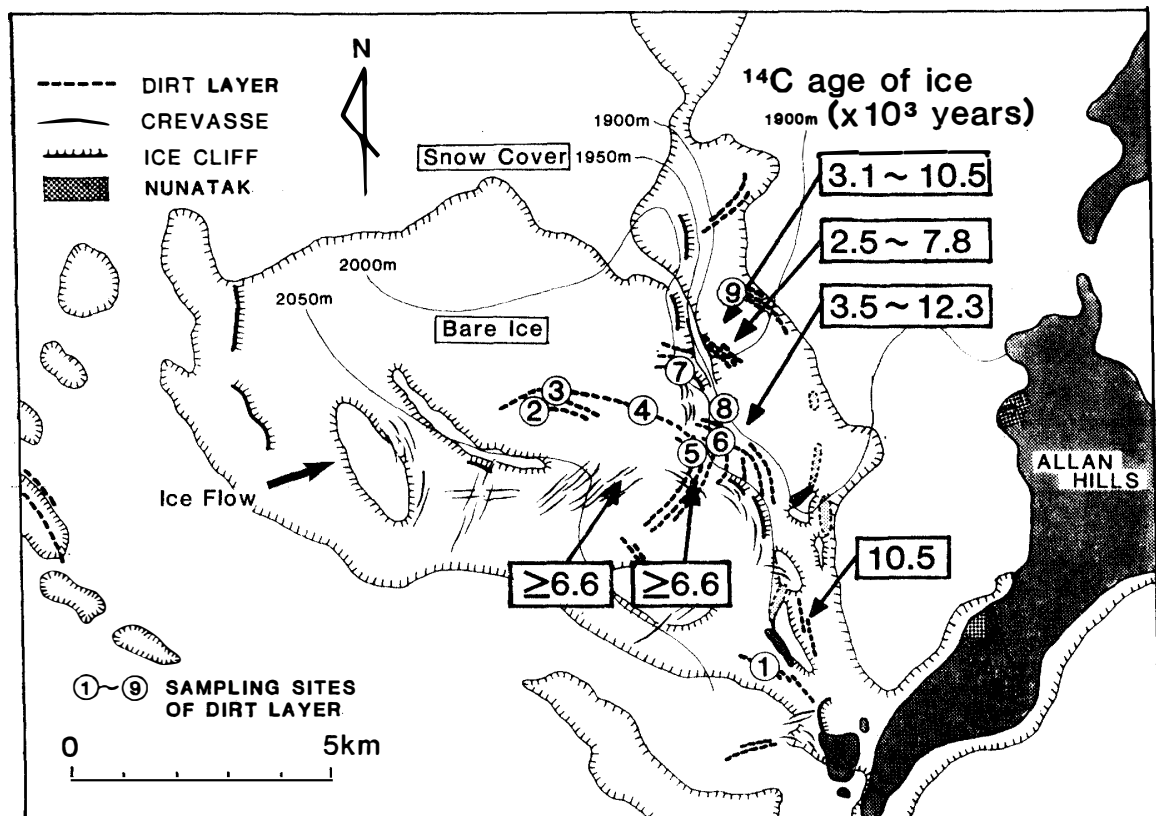 N
DIRT LAYER
CREVASSE
ICE CLIFF
NUNATAK
¹⁴C age of ice
(x10³ years)
1900m
1900m
Snow Cover
1950m
3.1～10.5
2.5～7.8
3.5～12.3
2000m
2050m
Bare Ice
⑨
⑦
③
②
④
⑧
⑥
⑤
ALLAN
HILLS
Ice Flow
≥6.6
≥6.6
10.5
①
①～⑨ SAMPLING SITES
OF DIRT LAYER
0
5km